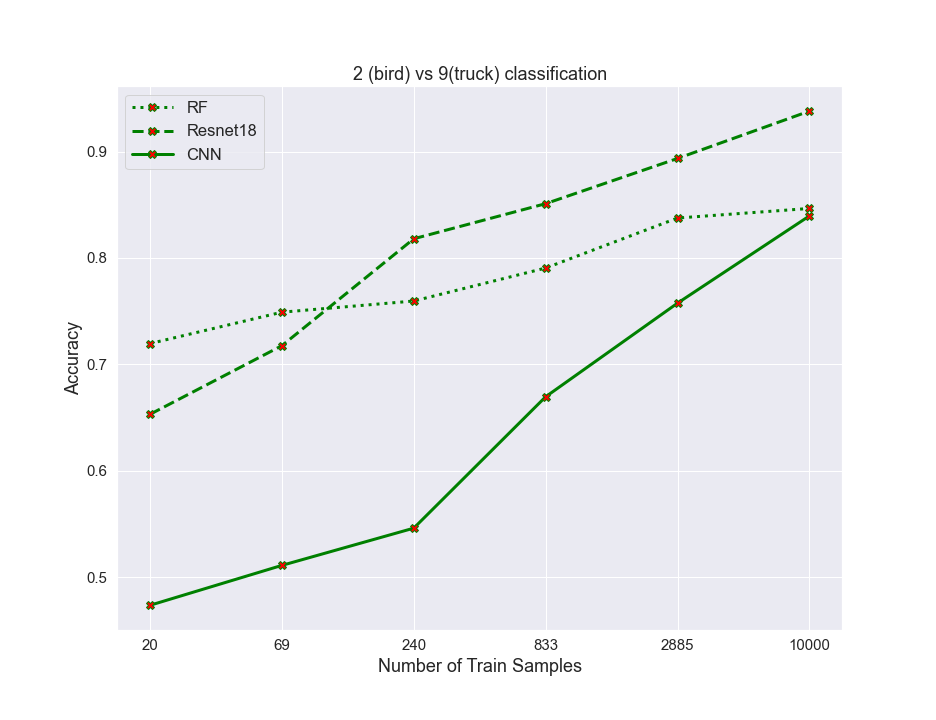 2 (bird) vs 9(truck) classification
RF
Resnet18
CNN
0.9
0.8
0.7
0.6
0.5
Accuracy
20 69 240 833 2885 10000
Number of Train Samples